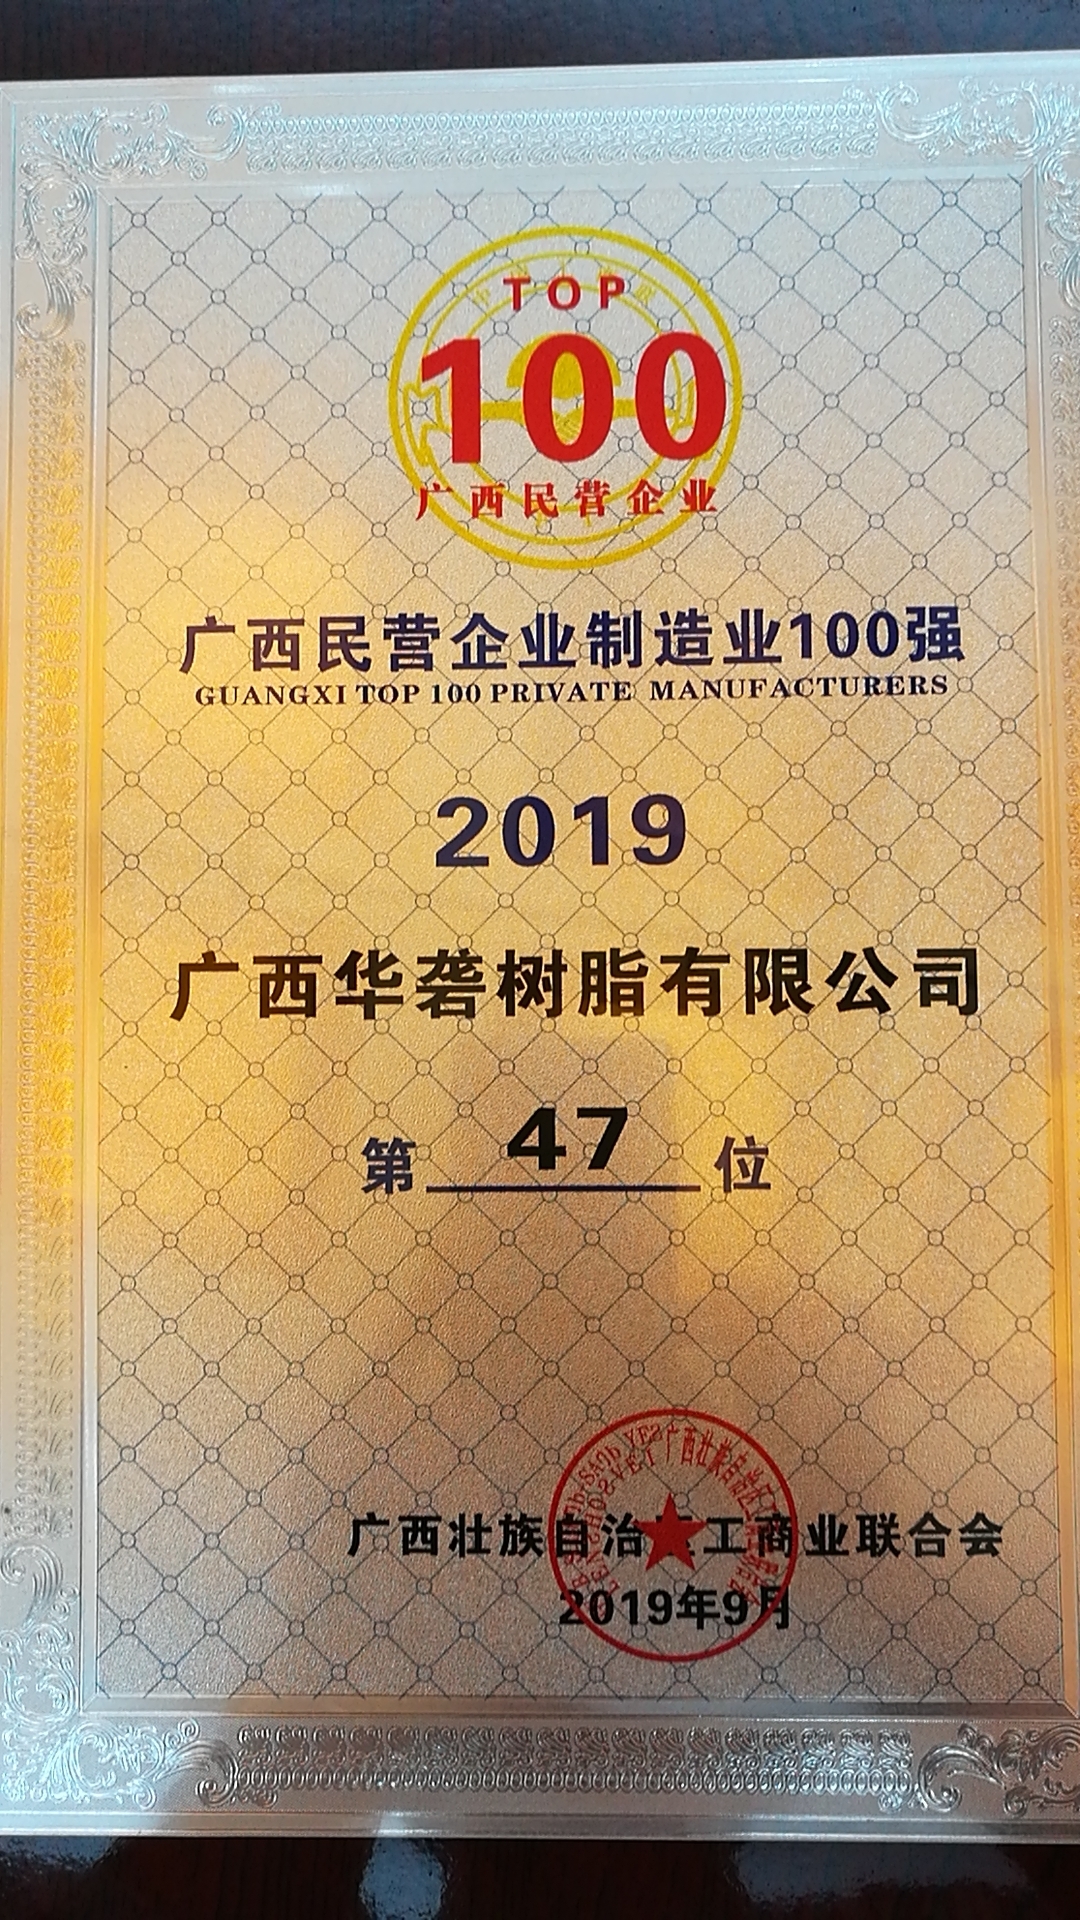 TOP
100
广西民营企业
广西民营企业制造业100强
GUANGXI TOP 100 PRIVATE MANUFACTURERS
2019
广西华砻树脂有限公司
第 47 位
广西壮族自治区工商业联合会
2019年9月